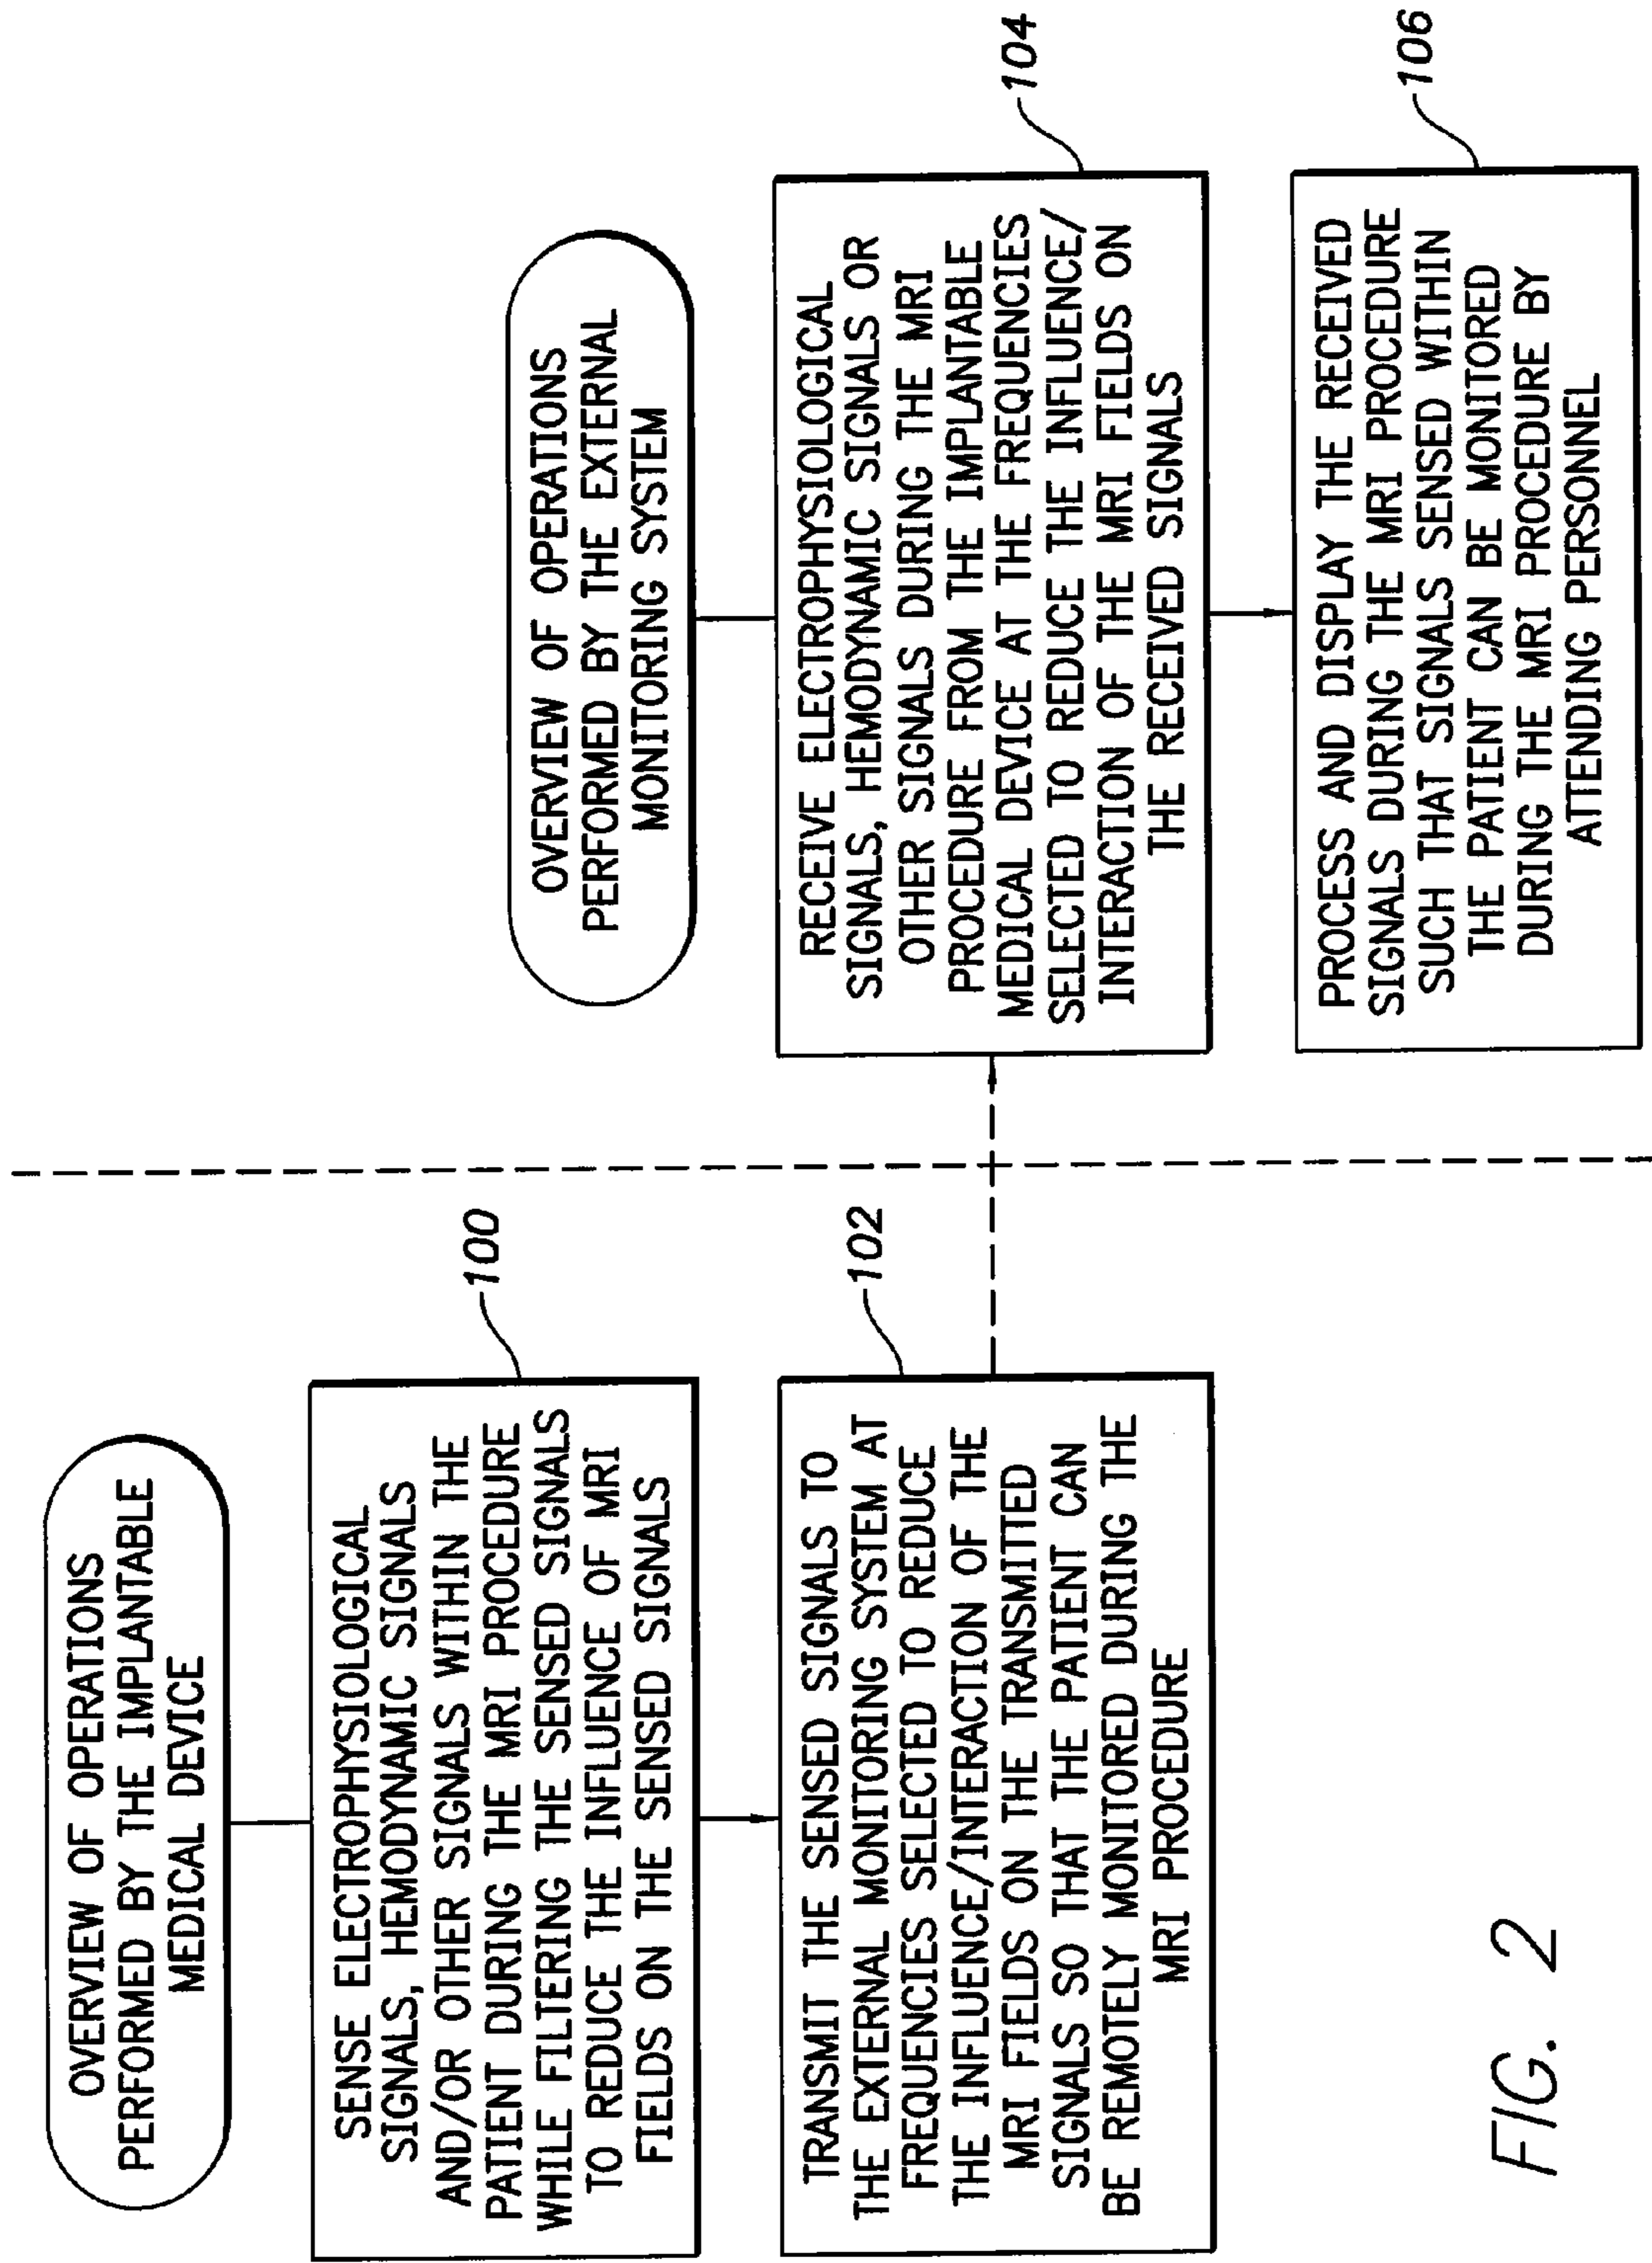 OVERVIEW OF OPERATIONS
PERFORMED BY THE IMPLANTABLE
MEDICAL DEVICE
100
SENSE ELECTROPHYSIOLOGICAL
SIGNALS, HEMODYNAMIC SIGNALS
AND/OR OTHER SIGNALS WITHIN THE
PATIENT DURING THE MRI PROCEDURE
WHILE FILTERING THE SENSED SIGNALS
TO REDUCE THE INFLUENCE OF MRI
FIELDS ON THE SENSED SIGNALS
102
TRANSMIT THE SENSED SIGNALS TO
THE EXTERNAL MONITORING SYSTEM AT
FREQUENCIES SELECTED TO REDUCE
THE INFLUENCE/INTERACTION OF THE
MRI FIELDS ON THE TRANSMITTED
SIGNALS SO THAT THE PATIENT CAN
BE REMOTELY MONITORED DURING THE
MRI PROCEDURE
OVERVIEW OF OPERATIONS
PERFORMED BY THE EXTERNAL
MONITORING SYSTEM
104
RECEIVE ELECTROPHYSIOLOGICAL
SIGNALS, HEMODYNAMIC SIGNALS OR
OTHER SIGNALS DURING THE MRI
PROCEDURE FROM THE IMPLANTABLE
MEDICAL DEVICE AT THE FREQUENCIES
SELECTED TO REDUCE THE INFLUENCE/
INTERACTION OF THE MRI FIELDS ON
THE RECEIVED SIGNALS
106
PROCESS AND DISPLAY THE RECEIVED
SIGNALS DURING THE MRI PROCEDURE
SUCH THAT SIGNALS SENSED WITHIN
THE PATIENT CAN BE MONITORED
DURING THE MRI PROCEDURE BY
ATTENDING PERSONNEL
FIG. 2